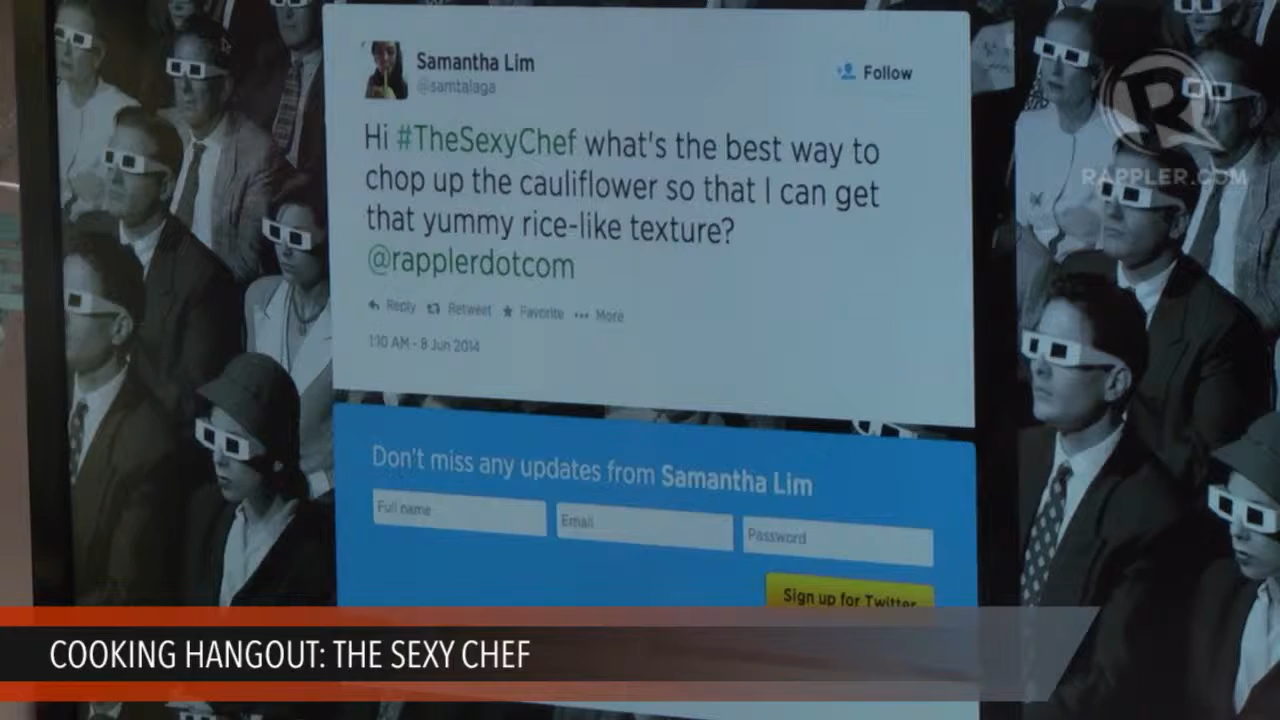 Samantha Lim
@samtalaga
Follow
Hi #TheSexyChef what's the best way to
chop up the cauliflower so that I can get
that yummy rice-like texture?
@rapplerdotcom
Reply Retweet Favorite More
1:10 AM - 8 Jun 2014
R
RAPPLER.COM
Don't miss any updates from Samantha Lim
Full name Email Password
Sign up for Twitter
COOKING HANGOUT: THE SEXY CHEF